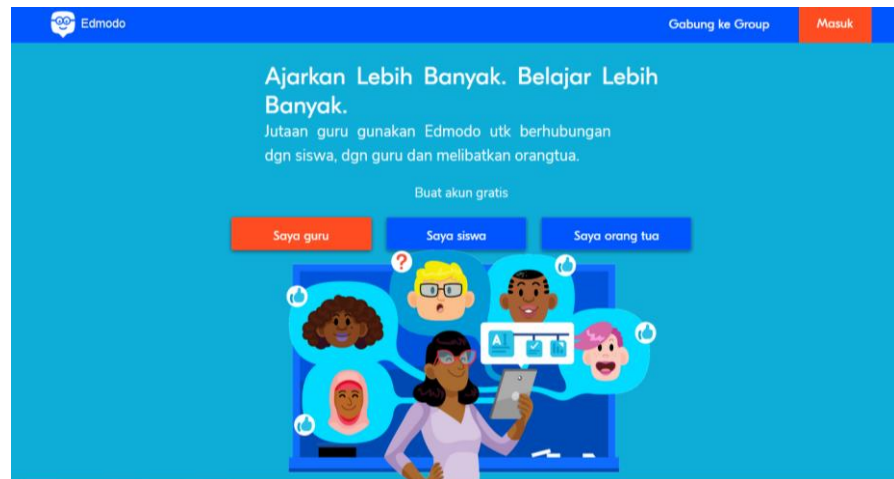 Edmodo
Gabung ke Group
Masuk
Ajarkan Lebih Banyak. Belajar Lebih
Banyak.
Jutaan guru gunakan Edmodo utk berhubungan
dgn siswa, dgn guru dan melibatkan orangtua.
Buat akun gratis
Saya guru
Saya siswa
Saya orang tua
?
A